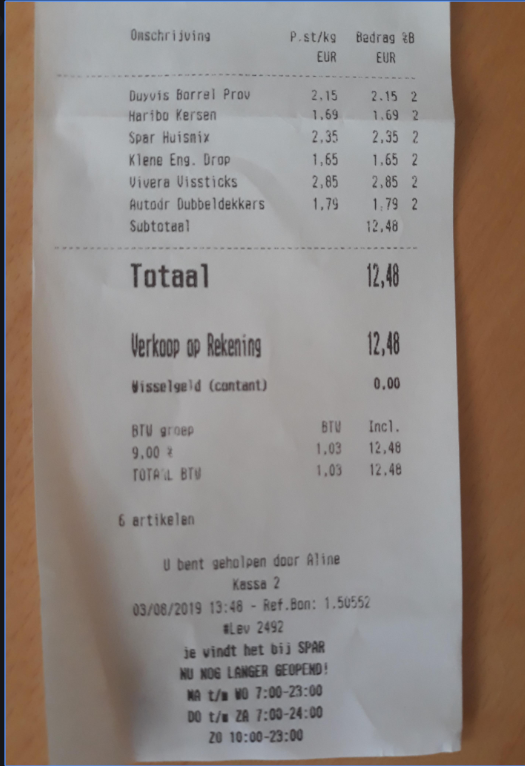 Omschrijving P.st/kg Bedrag %B
EUR EUR
Duyvis Borrel Prov 2,15 2,15 2
Haribo Kersen 1,69 1,69 2
Spar Huismix 2,35 2,35 2
Klene Eng. Drop 1,65 1,65 2
Vivera Vissticks 2,85 2,85 2
Autodr Dubbeldekkers 1,79 1,79 2
Subtotaal 12,48
Totaal 12,48
Verkoop op Rekening 12,48
Wisselgeld (contant) 0,00
BTW groep BTW Incl.
9,00 % 1,03 12,48
TOTAAL BTW 1,03 12,48
6 artikelen
U bent geholpen door Aline
Kassa 2
03/08/2019 13:48 - Ref.Bon: 1.50552
#Lev 2492
je vindt het bij SPAR
NU NOG LANGER GEOPEND!
MA t/m WO 7:00-23:00
DO t/m ZA 7:00-24:00
ZO 10:00-23:00